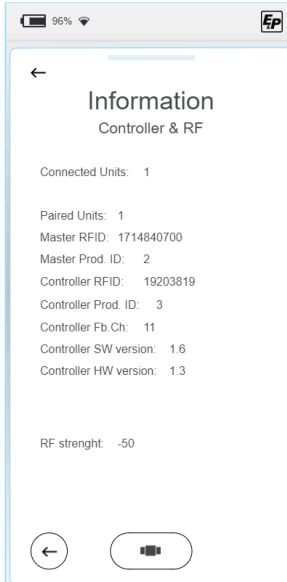 96%
E&P
Information
Controller & RF
Connected Units: 1
Paired Units: 1
Master RFID: 1714840700
Master Prod. ID: 2
Controller RFID: 19203819
Controller Prod. ID: 3
Controller Fb.Ch: 11
Controller SW version: 1.6
Controller HW version: 1.3
RF strenght: -50